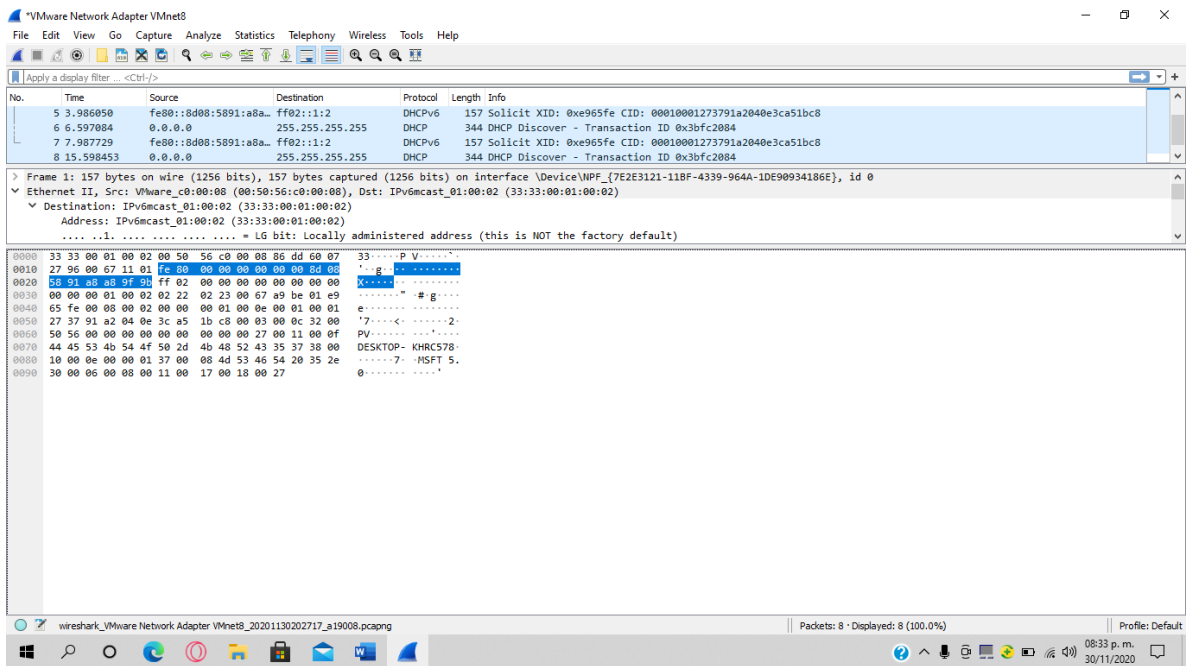 *VMware Network Adapter VMnet8
File Edit View Go Capture Analyze Statistics Telephony Wireless Tools Help
Apply a display filter ... <Ctrl-/>
No. Time Source Destination Protocol Length Info
5 3.986050 fe80::8d08:5891:a8a… ff02::1:2 DHCPv6 157 Solicit XID: 0xe965fe CID: 00010001273791a2040e3ca51bc8
6 6.597084 0.0.0.0 255.255.255.255 DHCP 344 DHCP Discover - Transaction ID 0x3bfc2084
7 7.987729 fe80::8d08:5891:a8a… ff02::1:2 DHCPv6 157 Solicit XID: 0xe965fe CID: 00010001273791a2040e3ca51bc8
8 15.598453 0.0.0.0 255.255.255.255 DHCP 344 DHCP Discover - Transaction ID 0x3bfc2084
> Frame 1: 157 bytes on wire (1256 bits), 157 bytes captured (1256 bits) on interface \Device\NPF_{7E2E3121-11BF-4339-964A-1DE90934186E}, id 0
Ethernet II, Src: VMware_c0:00:08 (00:50:56:c0:00:08), Dst: IPv6mcast_01:00:02 (33:33:00:01:00:02)
Destination: IPv6mcast_01:00:02 (33:33:00:01:00:02)
Address: IPv6mcast_01:00:02 (33:33:00:01:00:02)
.... ..1. .... .... .... .... = LG bit: Locally administered address (this is NOT the factory default)
0000 33 33 00 01 00 02 00 50 56 c0 00 08 86 dd 60 07 33·····P V·····`·
0010 27 96 00 67 11 01 fe 80 00 00 00 00 00 00 8d 08 '··g···· ········
0020 58 91 a8 a8 9f 9b ff 02 00 00 00 00 00 00 00 00 X······· ········
0030 00 00 00 01 00 02 02 22 02 23 00 67 a9 be 01 e9 ·······" ·#·g····
0040 65 fe 00 08 00 02 00 00 00 01 00 0e 00 01 00 01 e······· ········
0050 27 37 91 a2 04 0e 3c a5 1b c8 00 03 00 0c 32 00 '7····<· ······2·
0060 50 56 00 00 00 00 00 00 00 00 00 27 00 11 00 0f PV······ ···'····
0070 44 45 53 4b 54 4f 50 2d 4b 48 52 43 35 37 38 00 DESKTOP- KHRC578·
0080 10 00 0e 00 00 01 37 00 08 4d 53 46 54 20 35 2e ······7· ·MSFT 5.
0090 30 00 06 00 08 00 11 00 17 00 18 00 27 0······· ····'
wireshark_VMware Network Adapter VMnet8_20201130202717_a19008.pcapng Packets: 8 · Displayed: 8 (100.0%) Profile: Default
08:33 p. m.
30/11/2020